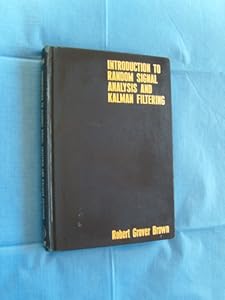 INTRODUCTION TO
RANDOM SIGNAL
ANALYSIS AND
KALMAN FILTERING
Robert Grover Brown